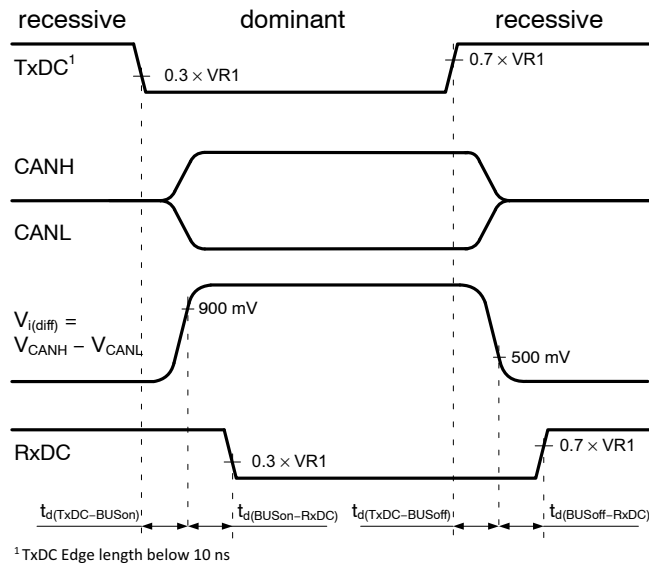 recessive dominant recessive
TxDC¹
0.3 × VR1
0.7 × VR1
CANH
CANL
900 mV
Vi(diff) =
VCANH − VCANL
500 mV
RxDC
0.7 × VR1
0.3 × VR1
td(TxDC−BUSon) td(BUSon−RxDC) td(TxDC−BUSoff) td(BUSoff−RxDC)
¹ TxDC Edge length below 10 ns